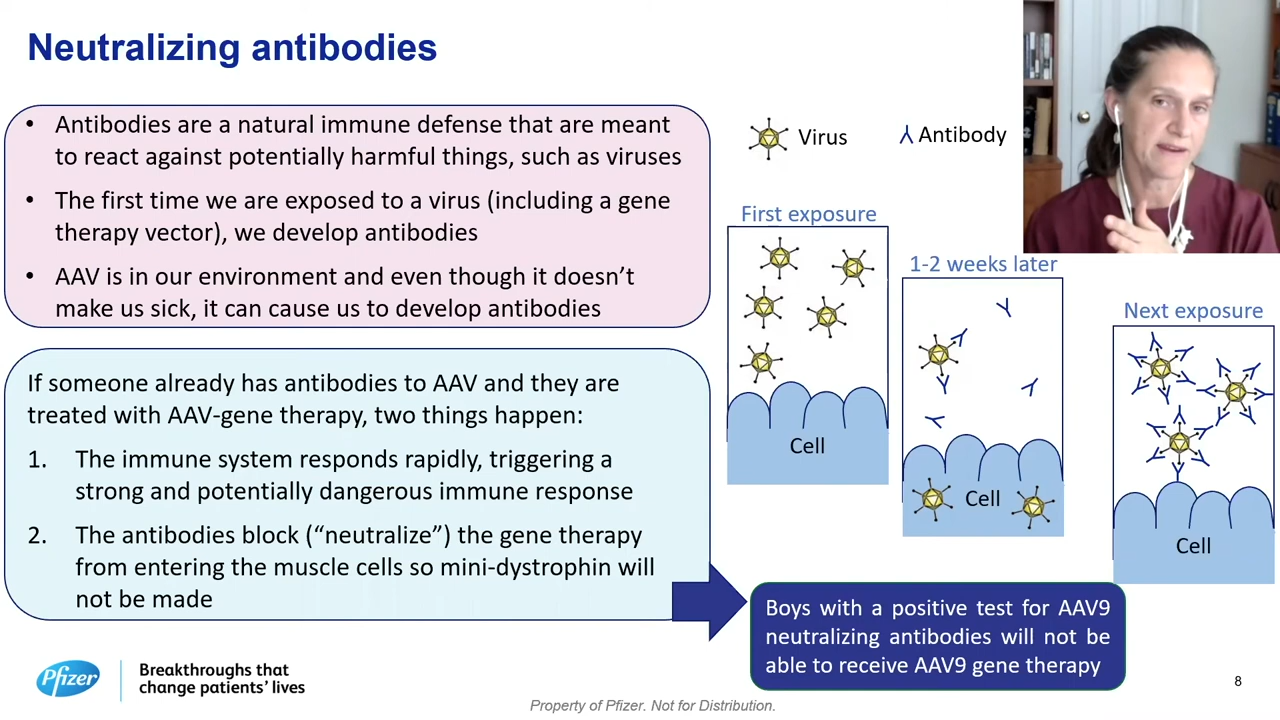 Neutralizing antibodies
• Antibodies are a natural immune defense that are meant
to react against potentially harmful things, such as viruses
• The first time we are exposed to a virus (including a gene
therapy vector), we develop antibodies
• AAV is in our environment and even though it doesn’t
make us sick, it can cause us to develop antibodies
If someone already has antibodies to AAV and they are
treated with AAV-gene therapy, two things happen:
1. The immune system responds rapidly, triggering a
strong and potentially dangerous immune response
2. The antibodies block (“neutralize”) the gene therapy
from entering the muscle cells so mini-dystrophin will
not be made
Virus
Antibody
First exposure
Cell
1-2 weeks later
Cell
Next exposure
Cell
Boys with a positive test for AAV9
neutralizing antibodies will not be
able to receive AAV9 gene therapy
Pfizer
Breakthroughs that
change patients’ lives
Property of Pfizer. Not for Distribution.
8